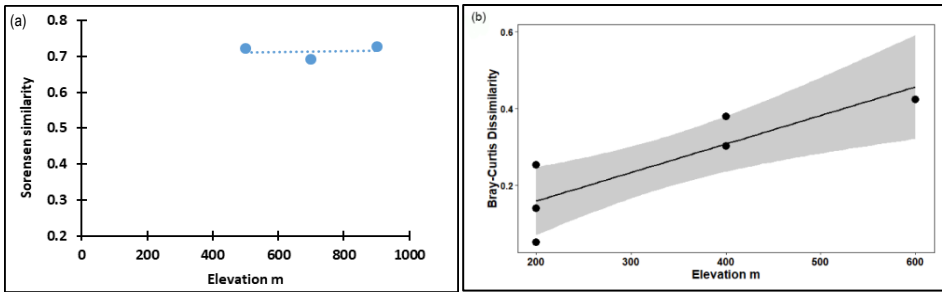 (a)
0.8
0.7
0.6
0.5
0.4
0.3
0.2
Sorensen similarity
0 200 400 600 800 1000
Elevation m
(b)
0.6
0.4
0.2
Bray-Curtis Dissimilarity
200 300 400 500 600
Elevation m